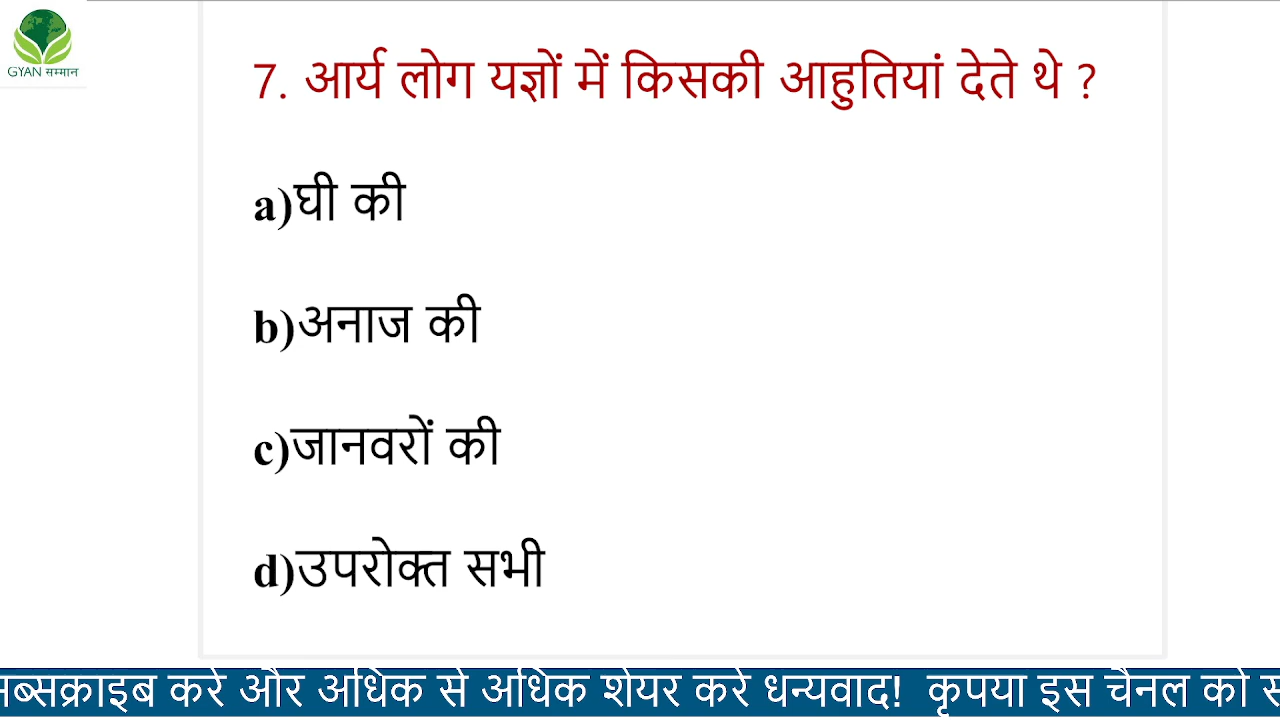 GYAN सम्मान
7. आर्य लोग यज्ञों में किसकी आहुतियां देते थे ?
a)घी की
b)अनाज की
c)जानवरों की
d)उपरोक्त सभी
सब्सक्राइब करे और अधिक से अधिक शेयर करे धन्यवाद! कृपया इस चैनल को